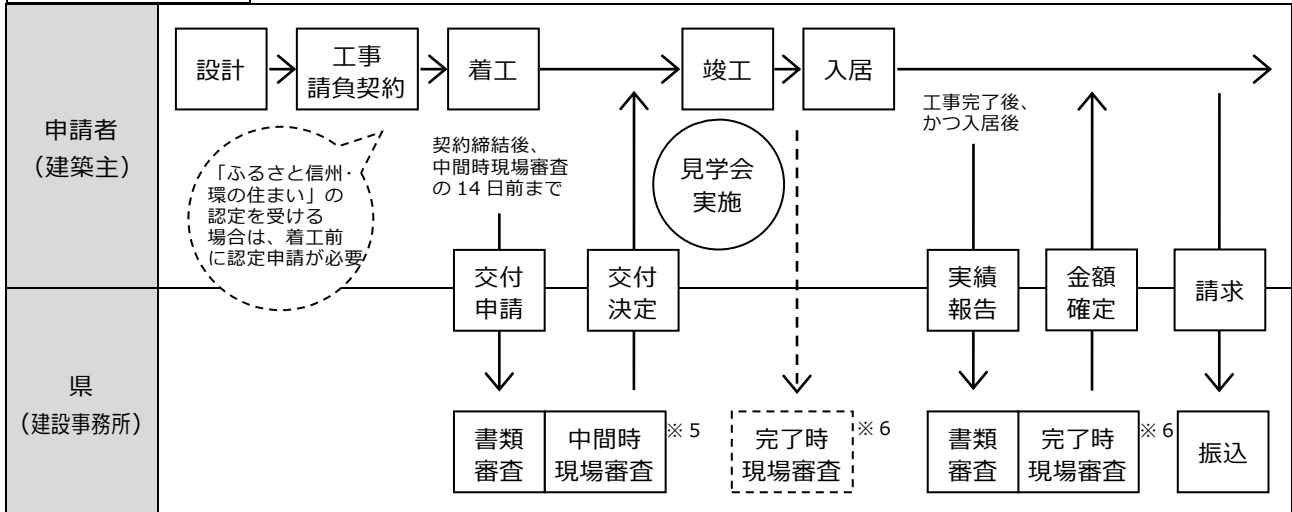 申請者
（建築主）
設計
工事
請負契約
着工
竣工
入居
「ふるさと信州・
環の住まい」の
認定を受ける
場合は、着工前
に認定申請が必要
契約締結後、
中間時現場審査
の 14 日前まで
見学会
実施
工事完了後、
かつ入居後
交付
申請
交付
決定
実績
報告
金額
確定
請求
県
（建設事務所）
書類
審査
中間時
現場審査
※５
完了時
現場審査
※６
書類
審査
完了時
現場審査
※６
振込